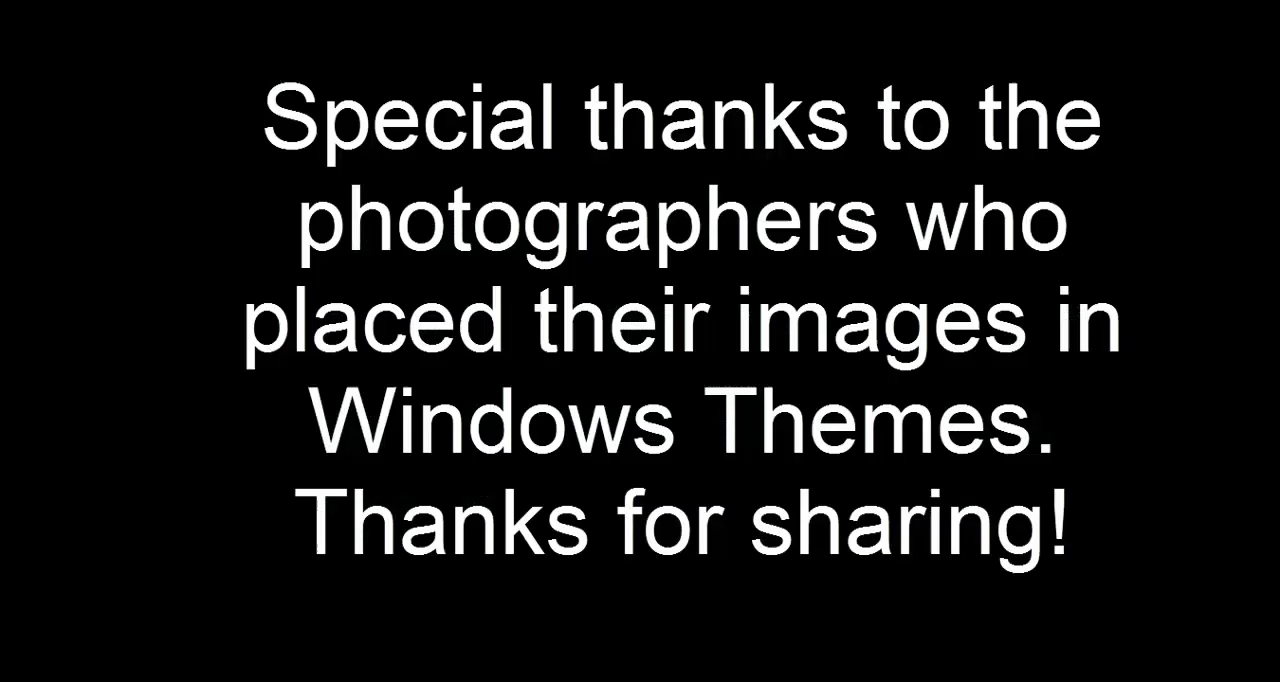 Special thanks to the
photographers who
placed their images in
Windows Themes.
Thanks for sharing!